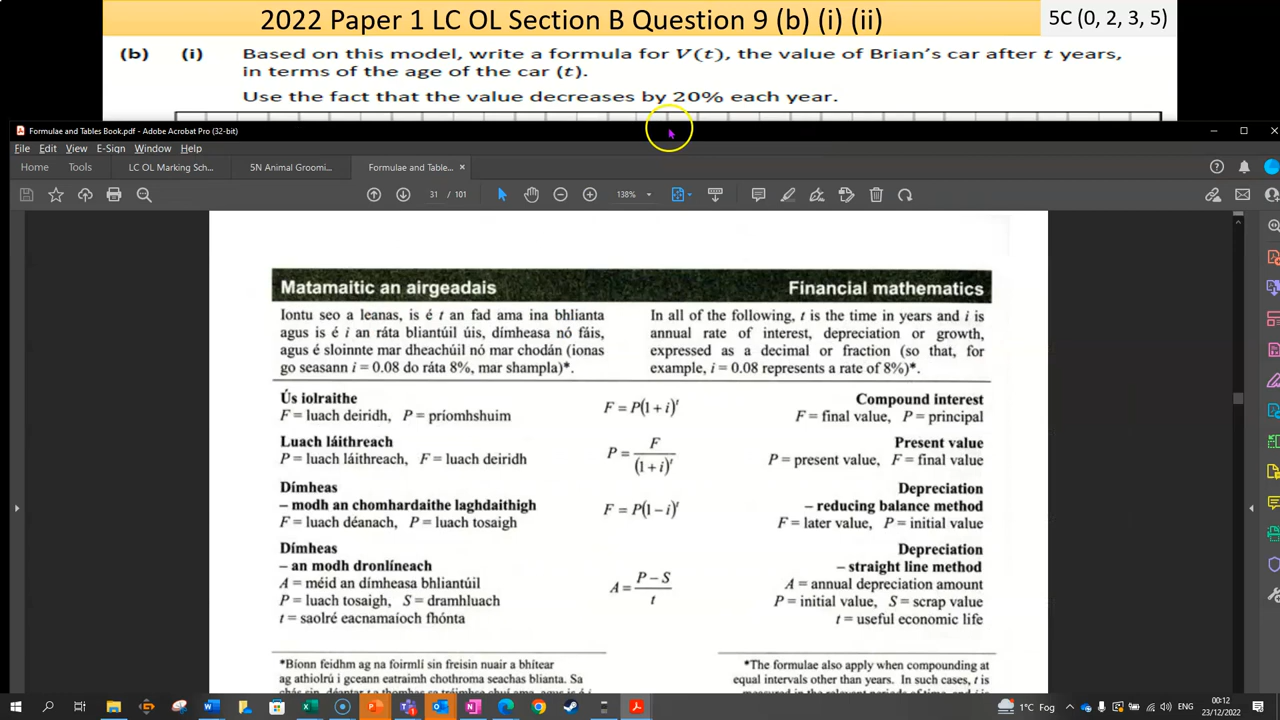 2022 Paper 1 LC OL Section B Question 9 (b) (i) (ii)
5C (0, 2, 3, 5)
(b) (i) Based on this model, write a formula for V(t), the value of Brian's car after t years,
in terms of the age of the car (t).
Use the fact that the value decreases by 20% each year.
Formulae and Tables Book.pdf - Adobe Acrobat Pro (32-bit)
File Edit View E-Sign Window Help
Home Tools LC OL Marking Sch... 5N Animal Groomi... Formulae and Table... ×
31 / 101 138%
Matamaitic an airgeadais
Financial mathematics
Iontu seo a leanas, is é t an fad ama ina bhlianta
agus is é i an ráta bliantúil úis, dímheasa nó fáis,
agus é sloinnte mar dheachúil nó mar chodán (ionas
go seasann i = 0.08 do ráta 8%, mar shampla)*.
In all of the following, t is the time in years and i is
annual rate of interest, depreciation or growth,
expressed as a decimal or fraction (so that, for
example, i = 0.08 represents a rate of 8%)*.
Ús iolraithe
F = luach deiridh, P = príomhshuim
F = P(1 + i)^t
Compound interest
F = final value, P = principal
Luach láithreach
P = luach láithreach, F = luach deiridh
P = F / (1 + i)^t
Present value
P = present value, F = final value
Dímheas
– modh an chomhardaithe laghdaithigh
F = luach déanach, P = luach tosaigh
F = P(1 − i)^t
Depreciation
– reducing balance method
F = later value, P = initial value
Dímheas
– an modh dronlíneach
A = méid an dímheasa bhliantúil
P = luach tosaigh, S = dramhluach
t = saolré eacnamaíoch fhónta
A = (P − S) / t
Depreciation
– straight line method
A = annual depreciation amount
P = initial value, S = scrap value
t = useful economic life
*Bíonn feidhm ag na foirmlí sin freisin nuair a bhítear
ag athiolrú i gceann eatraimh chothroma seachas blianta. Sa
*The formulae also apply when compounding at
equal intervals other than years. In such cases, t is
1°C Fog
ENG
00:12
23/12/2022